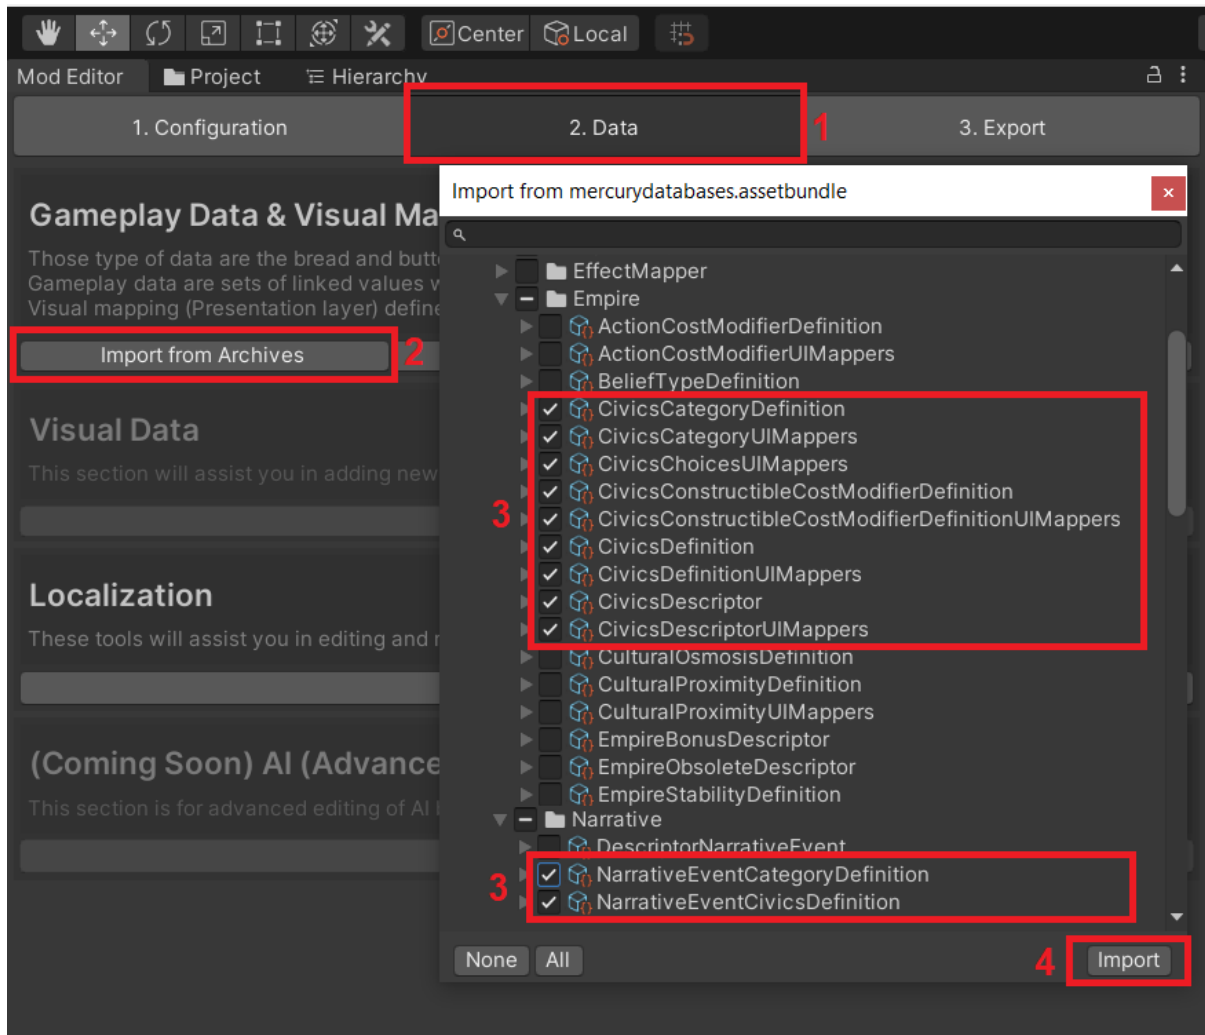 Center Local
Mod Editor Project Hierarchy
1. Configuration 2. Data 1 3. Export
Import from mercurydatabases.assetbundle
Gameplay Data & Visual Ma
Those type of data are the bread and butt
Gameplay data are sets of linked values
Visual mapping (Presentation layer) define
Import from Archives 2
Visual Data
This section will assist you in adding new
Localization
These tools will assist you in editing and
(Coming Soon) AI (Advance
This section is for advanced editing of AI
EffectMapper
Empire
ActionCostModifierDefinition
ActionCostModifierUIMappers
BeliefTypeDefinition
CivicsCategoryDefinition
CivicsCategoryUIMappers
CivicsChoicesUIMappers
CivicsConstructibleCostModifierDefinition
3 CivicsConstructibleCostModifierDefinitionUIMappers
CivicsDefinition
CivicsDefinitionUIMappers
CivicsDescriptor
CivicsDescriptorUIMappers
CulturalOsmosisDefinition
CulturalProximityDefinition
CulturalProximityUIMappers
EmpireBonusDescriptor
EmpireObsoleteDescriptor
EmpireStabilityDefinition
Narrative
DescriptorNarrativeEvent
3 NarrativeEventCategoryDefinition
NarrativeEventCivicsDefinition
None All 4 Import